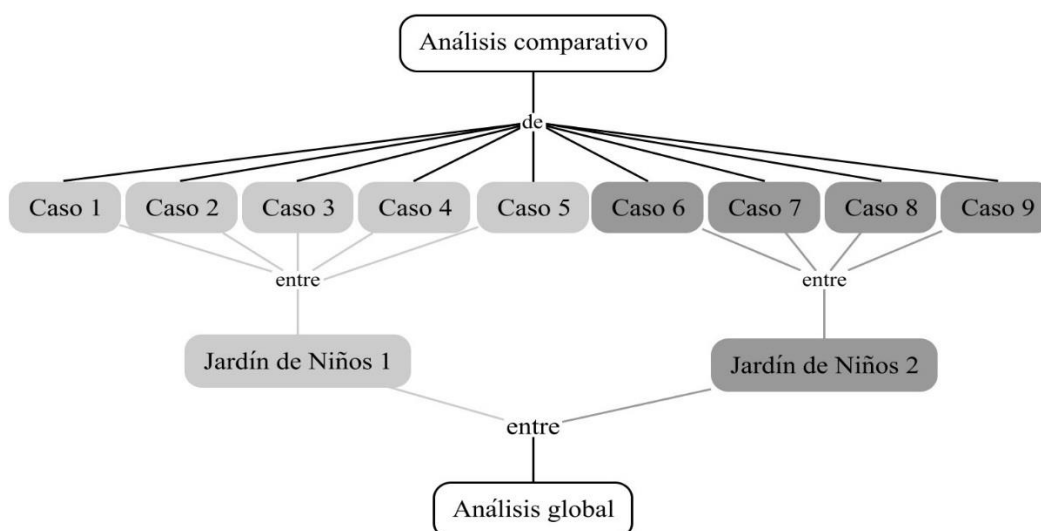 Análisis comparativo
de
Caso 1 Caso 2 Caso 3 Caso 4 Caso 5 Caso 6 Caso 7 Caso 8 Caso 9
entre entre
Jardín de Niños 1 Jardín de Niños 2
entre
Análisis global